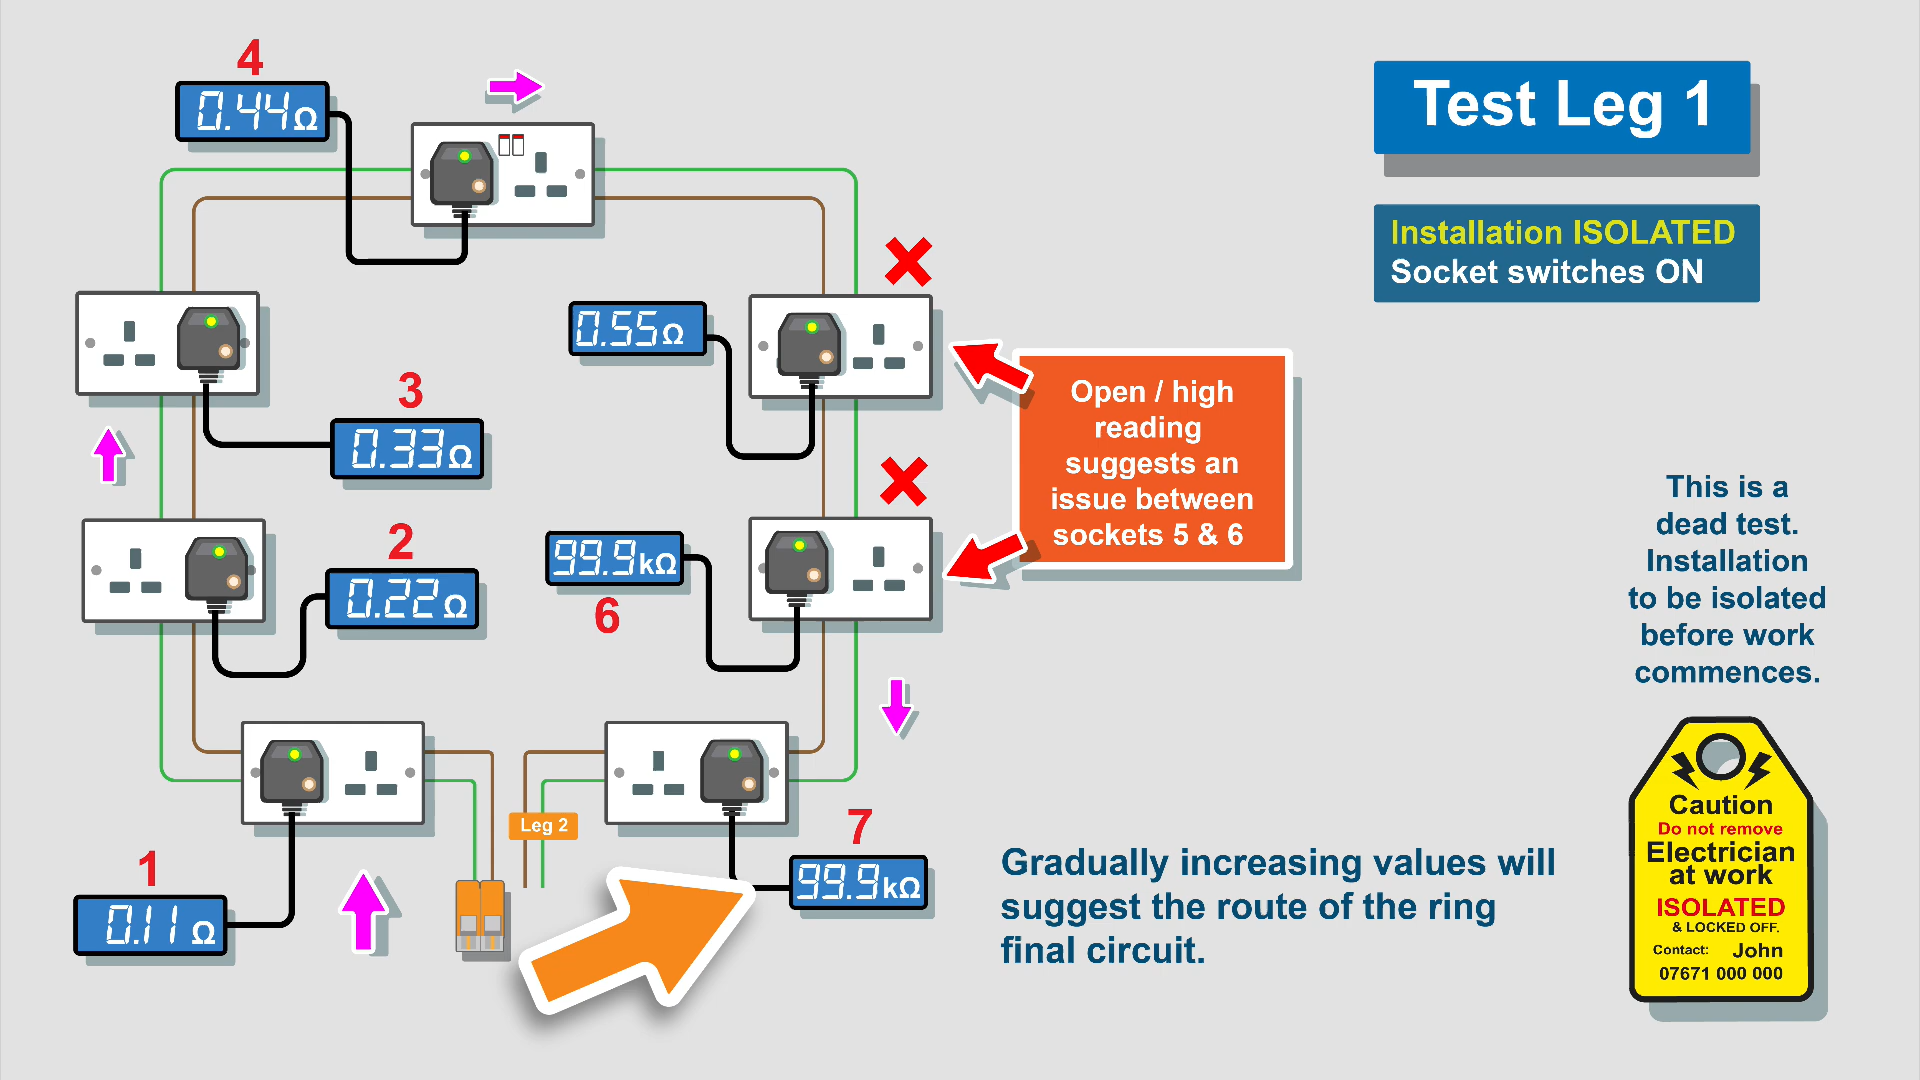 4
0.44Ω
Test Leg 1
Installation ISOLATED
Socket switches ON
0.55Ω
3
0.33Ω
Open / high
reading
suggests an
issue between
sockets 5 & 6
2
0.22Ω
99.9kΩ
6
This is a
dead test.
Installation
to be isolated
before work
commences.
Leg 2
7
99.9kΩ
1
0.11Ω
Gradually increasing values will
suggest the route of the ring
final circuit.
Caution
Do not remove
Electrician
at work
ISOLATED
& LOCKED OFF.
Contact: John
07671 000 000